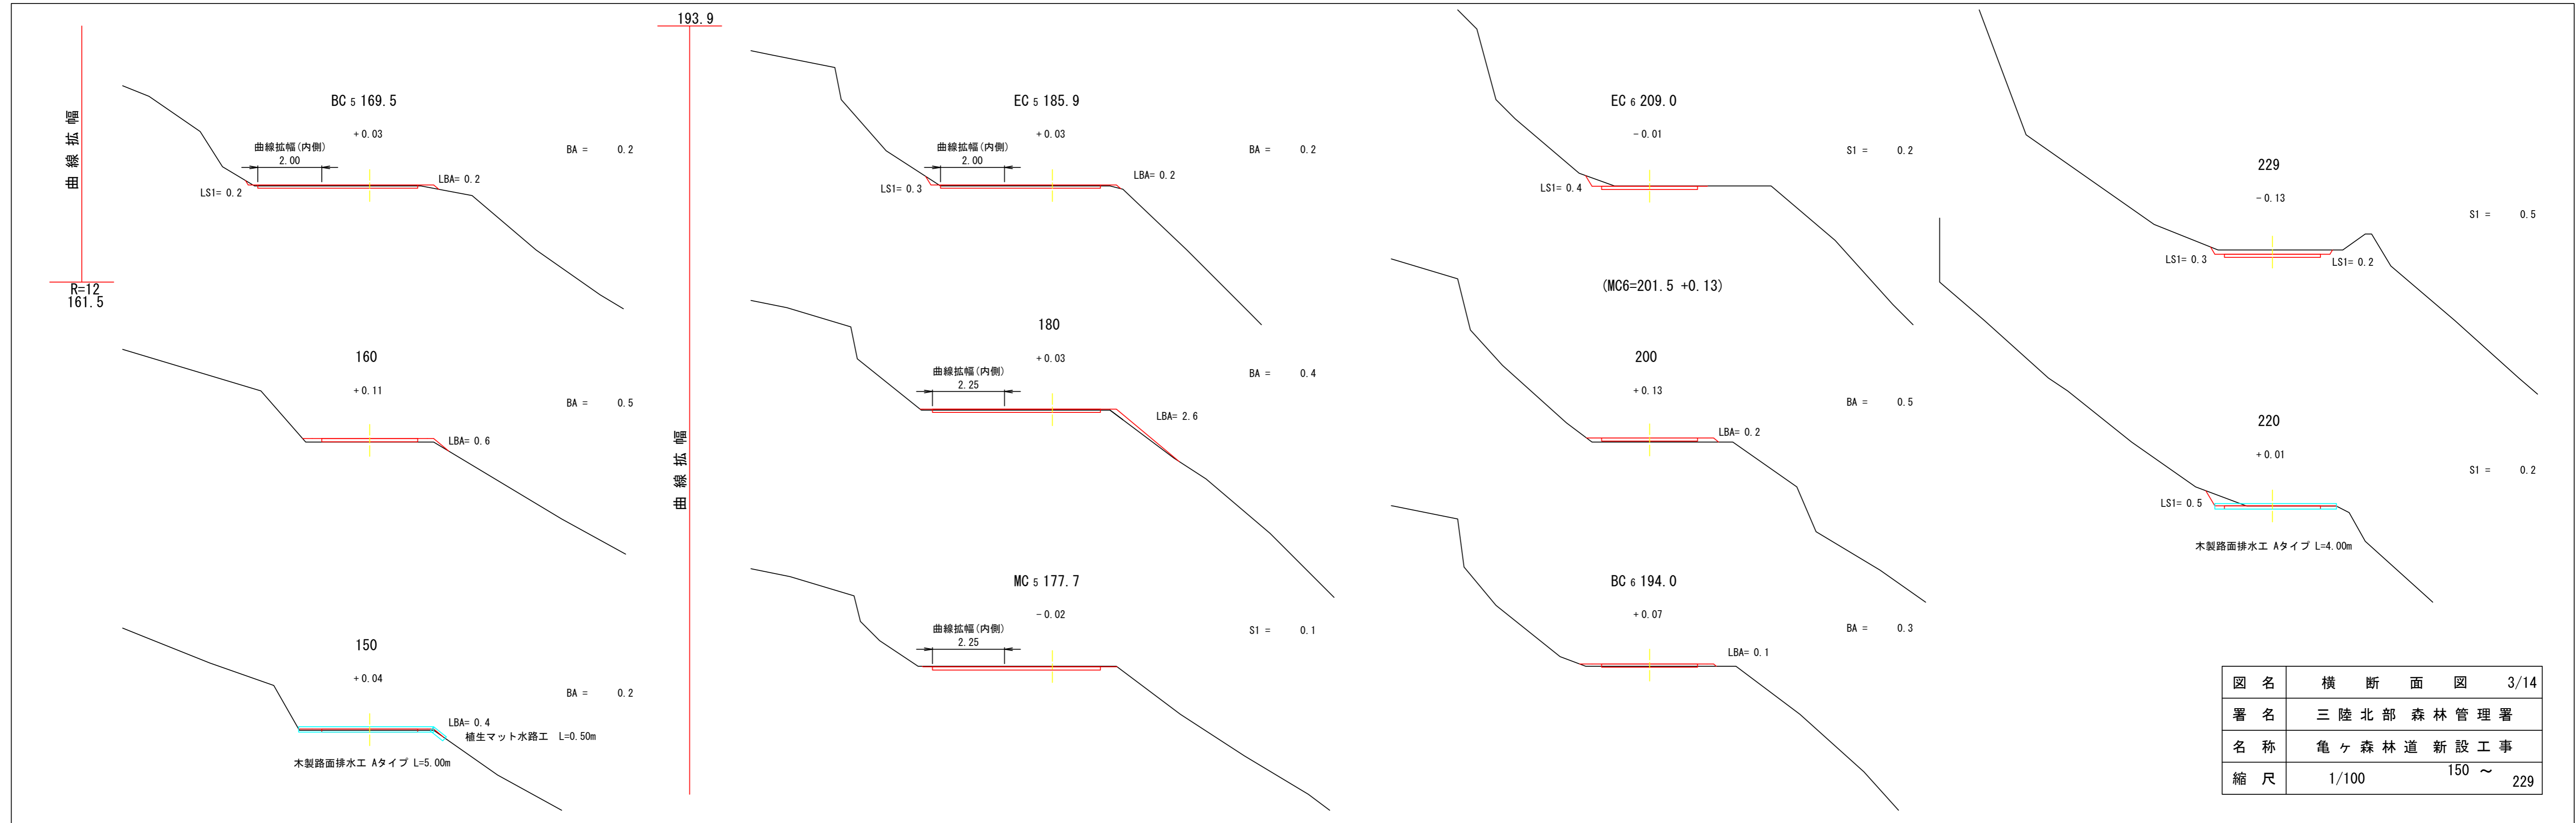 曲線拡幅
R=12
161.5
BC 5 169.5
+0.03
曲線拡幅(内側)
2.00
BA = 0.2
LBA= 0.2
LS1= 0.2
160
+0.11
BA = 0.5
LBA= 0.6
150
+0.04
BA = 0.2
LBA= 0.4
植生マット水路工 L=0.50m
木製路面排水工 Aタイプ L=5.00m
193.9
曲線拡幅
EC 5 185.9
+0.03
曲線拡幅(内側)
2.00
BA = 0.2
LBA= 0.2
LS1= 0.3
180
+0.03
曲線拡幅(内側)
2.25
BA = 0.4
LBA= 2.6
MC 5 177.7
-0.02
曲線拡幅(内側)
2.25
S1 = 0.1
EC 6 209.0
-0.01
S1 = 0.2
LS1= 0.4
(MC6=201.5 +0.13)
200
+0.13
BA = 0.5
LBA= 0.2
BC 6 194.0
+0.07
BA = 0.3
LBA= 0.1
229
-0.13
S1 = 0.5
LS1= 0.3
LS1= 0.2
220
+0.01
S1 = 0.2
LS1= 0.5
木製路面排水工 Aタイプ L=4.00m
図名 横断面図 3/14
署名 三陸北部 森林管理署
名称 亀ヶ森林道 新設工事
縮尺 1/100 150 ～ 229